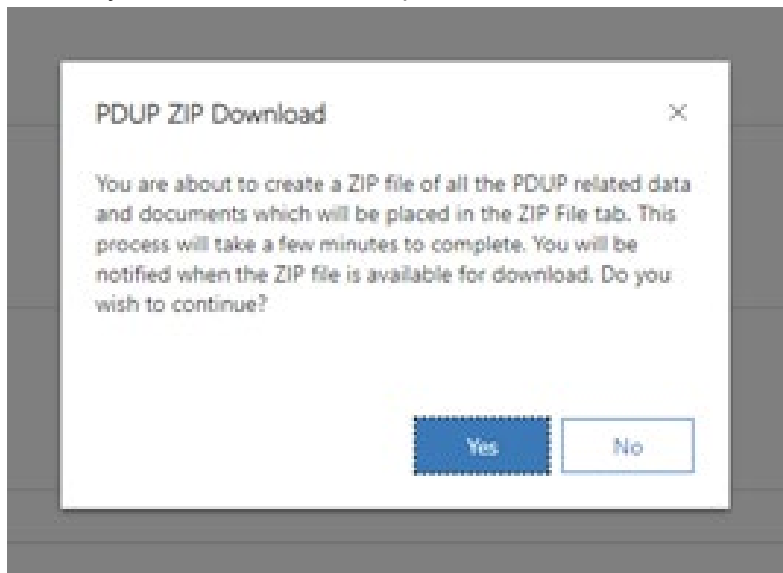 PDUP ZIP Download
You are about to create a ZIP file of all the PDUP related data
and documents which will be placed in the ZIP File tab. This
process will take a few minutes to complete. You will be
notified when the ZIP file is available for download. Do you
wish to continue?
Yes No